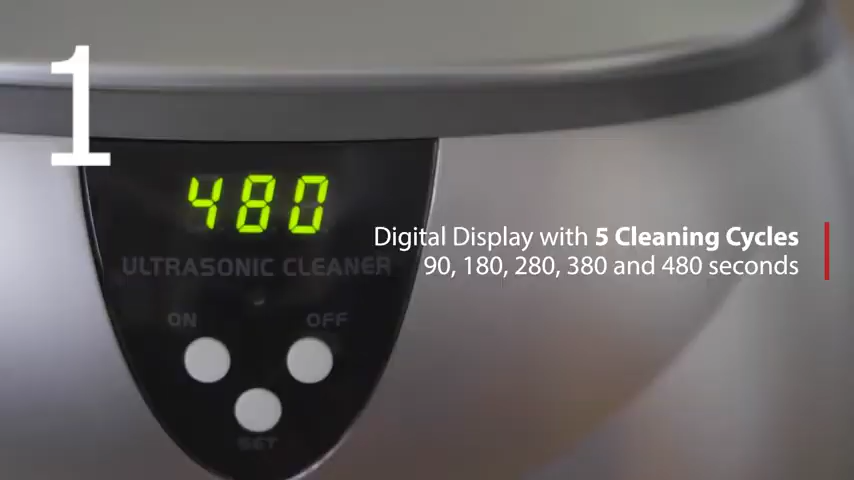 1
480
Digital Display with 5 Cleaning Cycles
90, 180, 280, 380 and 480 seconds
ULTRASONIC CLEANER
ON
OFF
SET